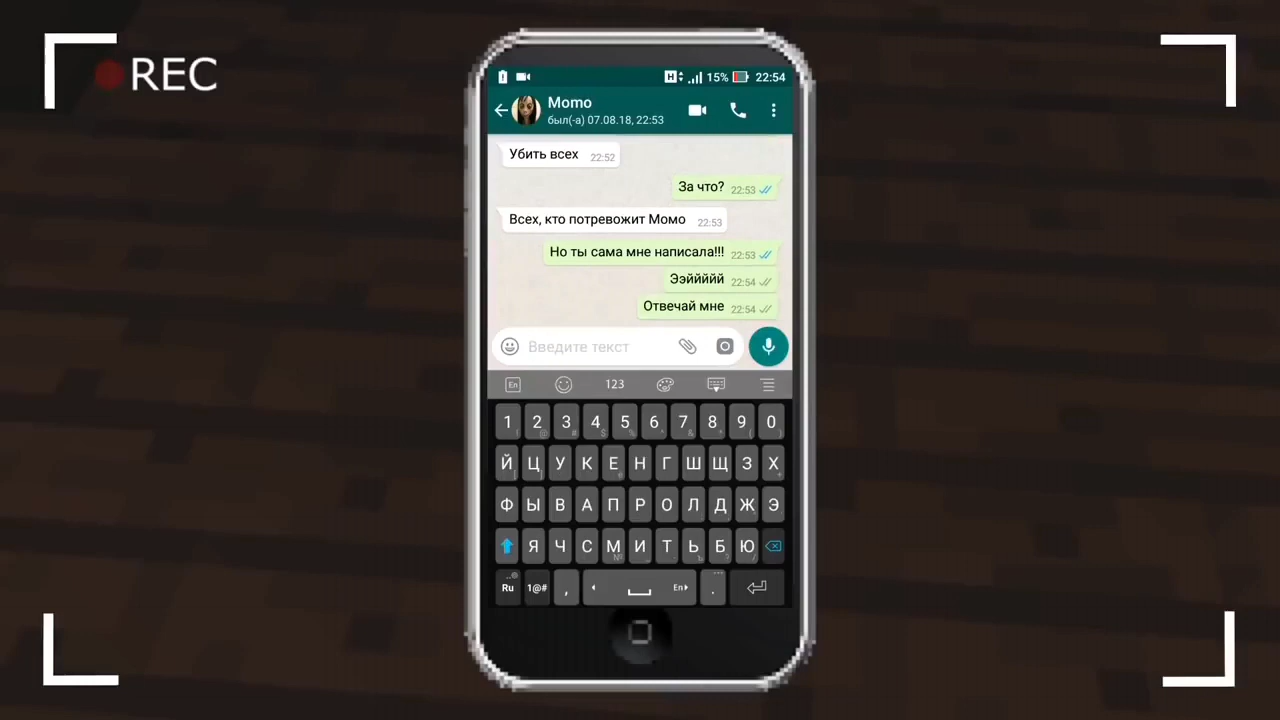 REC
H 15% 22:54
Momo
был(-а) 07.08.18, 22:53
Убить всех 22:52
За что? 22:53
Всех, кто потревожит Момо 22:53
Но ты сама мне написала!!! 22:53
Ээййййй 22:54
Отвечай мне 22:54
Введите текст
En 123
1 2 3 4 5 6 7 8 9 0
Й Ц У К Е Н Г Ш Щ З Х
Ф Ы В А П Р О Л Д Ж Э
Я Ч С М И Т Ь Б Ю
Ru 1@# , En .